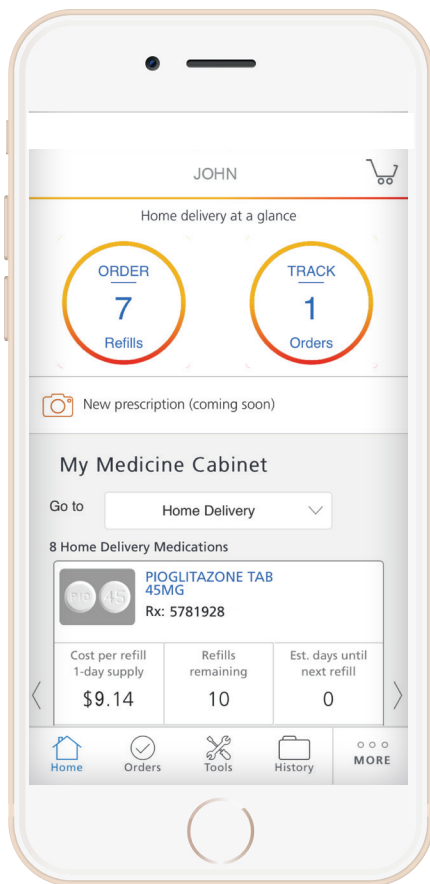 JOHN
Home delivery at a glance
ORDER
7
Refills
TRACK
1
Orders
New prescription (coming soon)
My Medicine Cabinet
Go to
Home Delivery
8 Home Delivery Medications
PIO
45
PIOGLITAZONE TAB
45MG
Rx: 5781928
Cost per refill
1-day supply
$9.14
Refills
remaining
10
Est. days until
next refill
0
Home
Orders
Tools
History
MORE